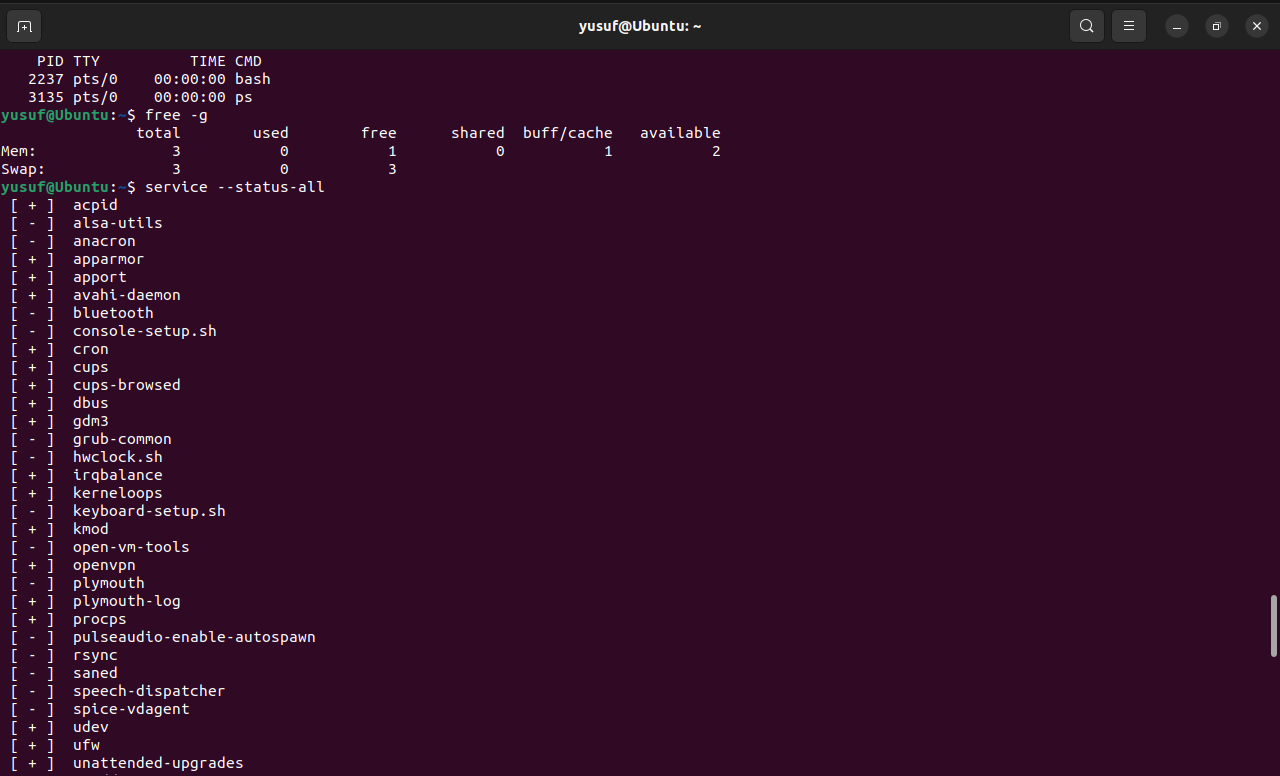 yusuf@Ubuntu: ~
    PID TTY          TIME CMD
   2237 pts/0    00:00:00 bash
   3135 pts/0    00:00:00 ps
yusuf@Ubuntu:~$ free -g
               total        used        free      shared  buff/cache   available
Mem:               3           0           1           0           1           2
Swap:              3           0           3
yusuf@Ubuntu:~$ service --status-all
 [ + ]  acpid
 [ - ]  alsa-utils
 [ - ]  anacron
 [ + ]  apparmor
 [ + ]  apport
 [ + ]  avahi-daemon
 [ - ]  bluetooth
 [ - ]  console-setup.sh
 [ + ]  cron
 [ + ]  cups
 [ + ]  cups-browsed
 [ + ]  dbus
 [ + ]  gdm3
 [ - ]  grub-common
 [ - ]  hwclock.sh
 [ + ]  irqbalance
 [ + ]  kerneloops
 [ - ]  keyboard-setup.sh
 [ + ]  kmod
 [ - ]  open-vm-tools
 [ + ]  openvpn
 [ - ]  plymouth
 [ + ]  plymouth-log
 [ + ]  procps
 [ - ]  pulseaudio-enable-autospawn
 [ - ]  rsync
 [ - ]  saned
 [ - ]  speech-dispatcher
 [ - ]  spice-vdagent
 [ + ]  udev
 [ + ]  ufw
 [ + ]  unattended-upgrades